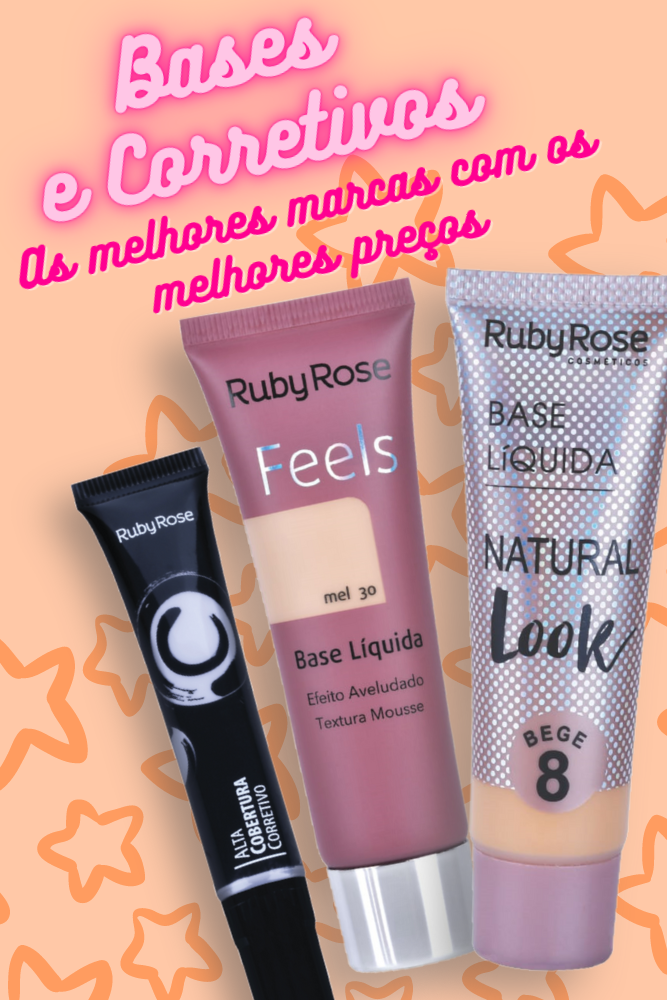 Bases
e Corretivos
As melhores marcas com os
melhores preços
RubyRose
ALTA
COBERTURA
CORRETIVO
RubyRose
Feels
mel 30
Base Líquida
Efeito Aveludado
Textura Mousse
RubyRose
COSMÉTICOS
BASE
LíQUIDA
NATURAL
Look
BEGE
8